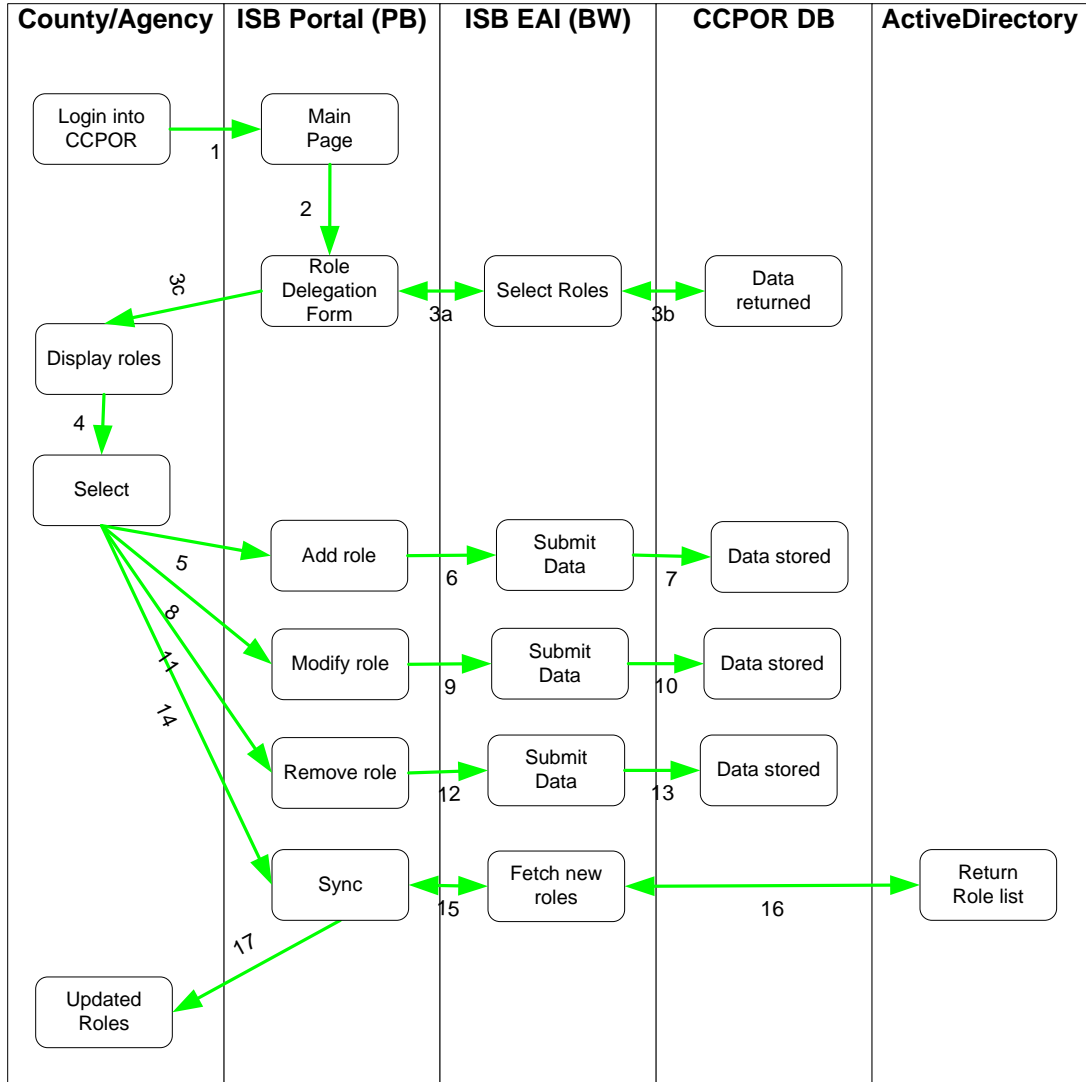 County/Agency
ISB Portal (PB)
ISB EAI (BW)
CCPOR DB
ActiveDirectory
Login into
CCPOR
1
Main
Page
2
Role
Delegation
Form
3a
Select Roles
3b
Data
returned
3c
Display roles
4
Select
5
Add role
6
Submit
Data
7
Data stored
8
Modify role
9
Submit
Data
10
Data stored
11
Remove role
12
Submit
Data
13
Data stored
14
Sync
15
Fetch new
roles
16
Return
Role list
17
Updated
Roles